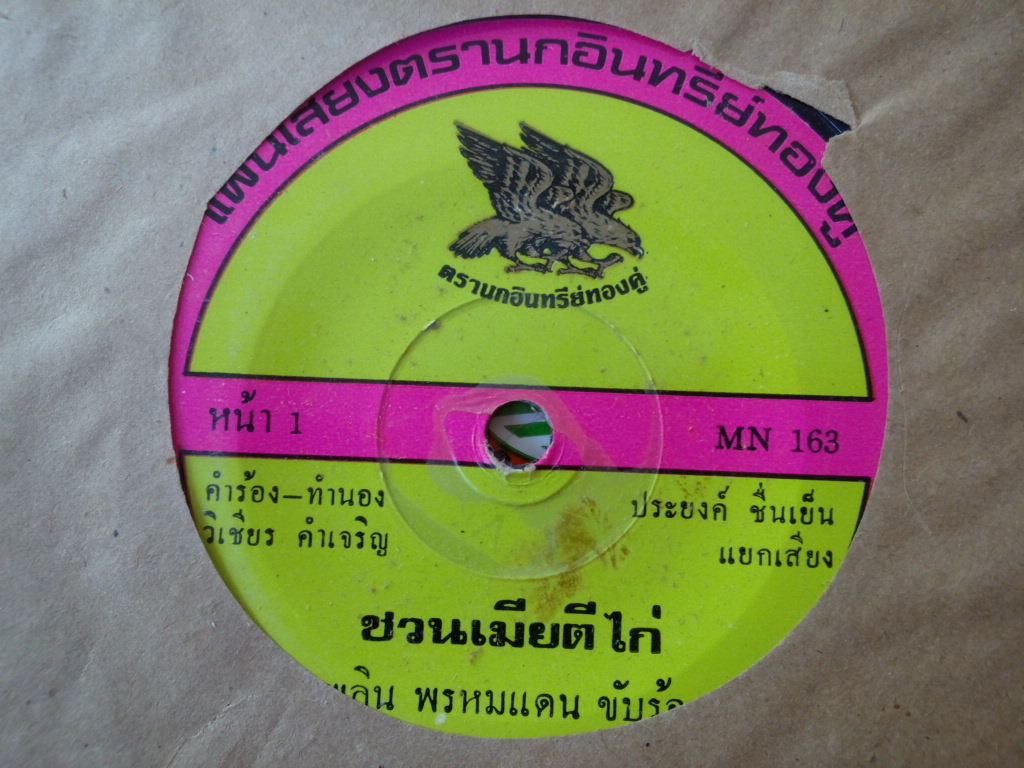 แผ่นเสียงตรานกอินทรีย์ทองคู่
ตรานกอินทรีย์ทองคู่
หน้า 1
MN 163
คำร้อง–ทำนอง
วิเชียร คำเจริญ
ประยงค์ ชื่นเย็น
แยกเสียง
ชวนเมียตีไก่
พรหมแดน